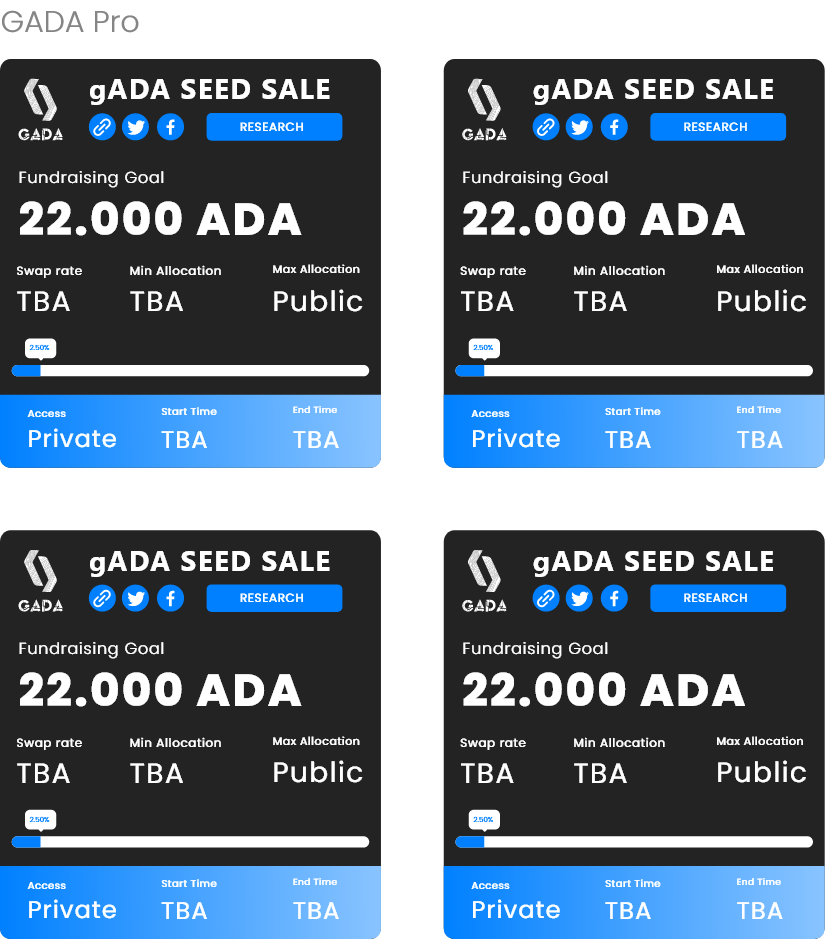 GADA Pro
gADA SEED SALE
GADA
RESEARCH
Fundraising Goal
22.000 ADA
Swap rate Min Allocation Max Allocation
TBA TBA Public
2.50%
Access Start Time End Time
Private TBA TBA
gADA SEED SALE
GADA
RESEARCH
Fundraising Goal
22.000 ADA
Swap rate Min Allocation Max Allocation
TBA TBA Public
2.50%
Access Start Time End Time
Private TBA TBA
gADA SEED SALE
GADA
RESEARCH
Fundraising Goal
22.000 ADA
Swap rate Min Allocation Max Allocation
TBA TBA Public
2.50%
Access Start Time End Time
Private TBA TBA
gADA SEED SALE
GADA
RESEARCH
Fundraising Goal
22.000 ADA
Swap rate Min Allocation Max Allocation
TBA TBA Public
2.50%
Access Start Time End Time
Private TBA TBA